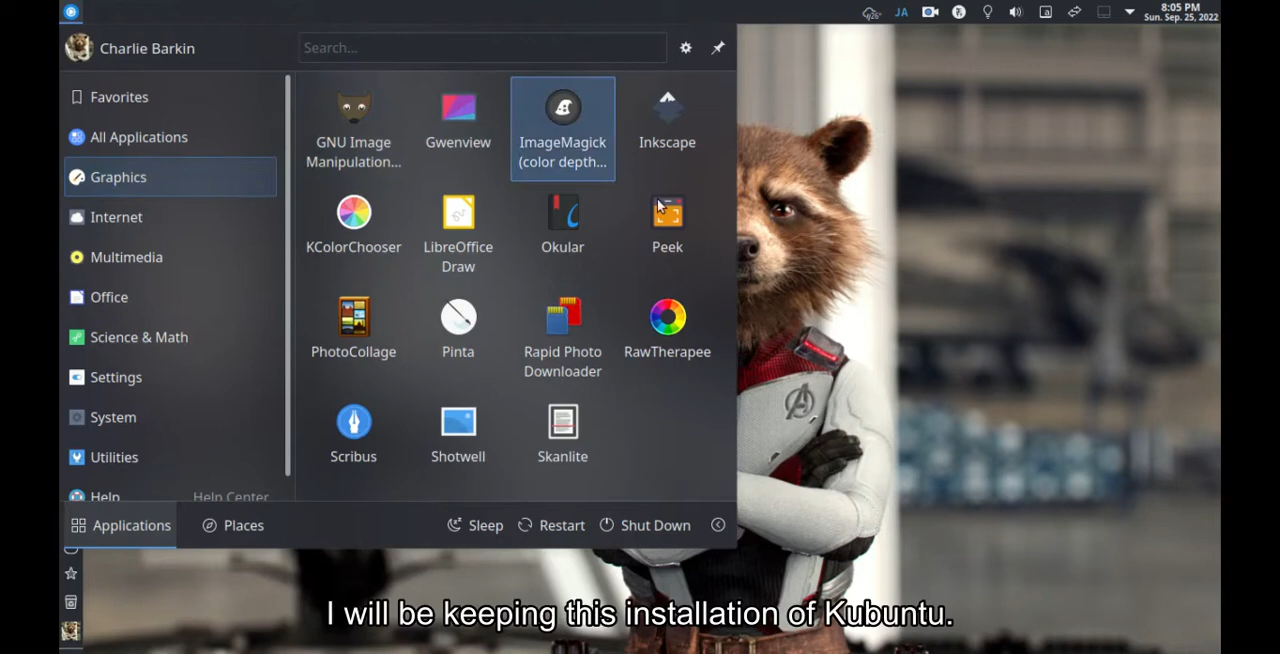 8:05 PM
26°
JA
a
Sun. Sep. 25, 2022
Charlie Barkin
Search...
Favorites
All Applications
Graphics
Internet
Multimedia
Office
Science & Math
Settings
System
Utilities
Help
Help Center
GNU Image
Manipulation...
Gwenview
ImageMagick
(color depth...
Inkscape
KColorChooser
LibreOffice
Draw
Okular
Peek
PhotoCollage
Pinta
Rapid Photo
Downloader
RawTherapee
Scribus
Shotwell
Skanlite
Applications
Places
Sleep
Restart
Shut Down
I will be keeping this installation of Kubuntu.